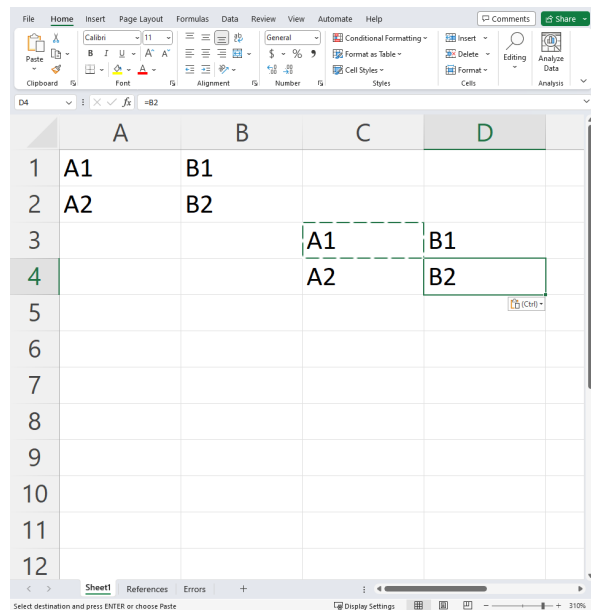 File Home Insert Page Layout Formulas Data Review View Automate Help Comments Share
Calibri 11 General Conditional Formatting Insert
Paste B I U A A $ % Format as Table Delete Editing Analyze Data
A Cell Styles Format
Clipboard Font Alignment Number Styles Cells Analysis
D4 fx =B2
A B C D
1 A1 B1
2 A2 B2
3 A1 B1
4 A2 B2
5 (Ctrl)
6
7
8
9
10
11
12
Sheet1 References Errors +
Select destination and press ENTER or choose Paste Display Settings 310%